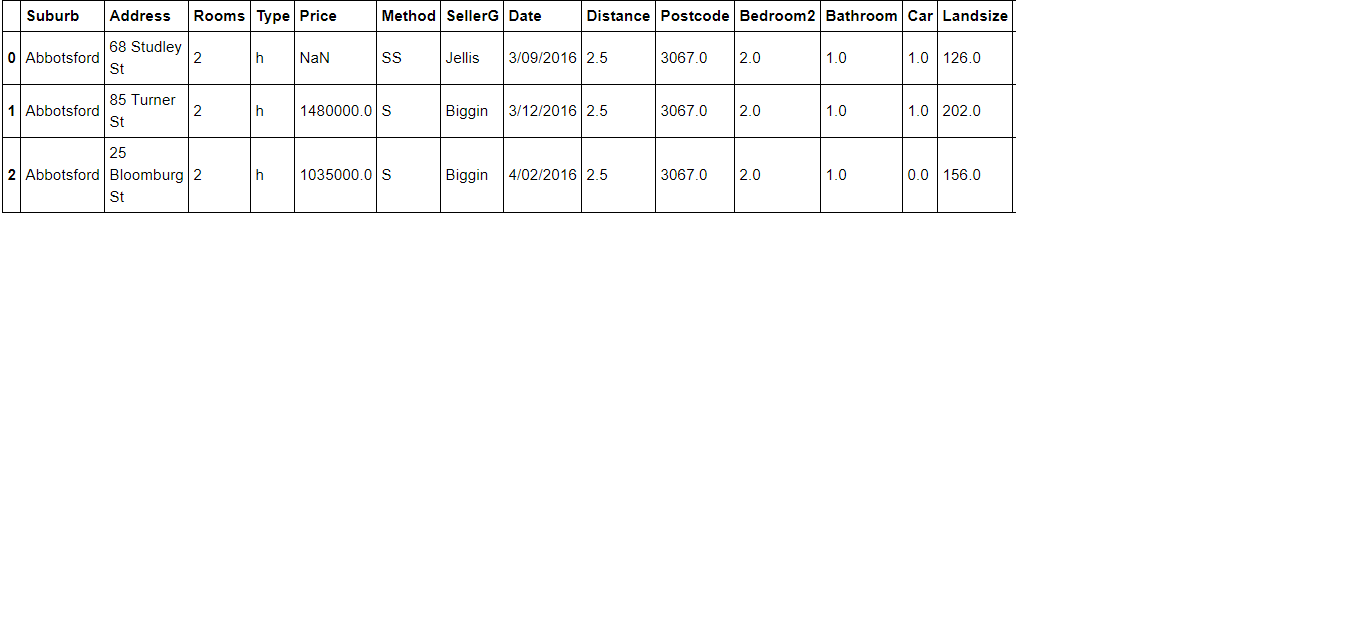 Suburb Address Rooms Type Price Method SellerG Date Distance Postcode Bedroom2 Bathroom Car Landsize
0 Abbotsford 68 Studley St 2 h NaN SS Jellis 3/09/2016 2.5 3067.0 2.0 1.0 1.0 126.0
1 Abbotsford 85 Turner St 2 h 1480000.0 S Biggin 3/12/2016 2.5 3067.0 2.0 1.0 1.0 202.0
2 Abbotsford 25 Bloomburg St 2 h 1035000.0 S Biggin 4/02/2016 2.5 3067.0 2.0 1.0 0.0 156.0